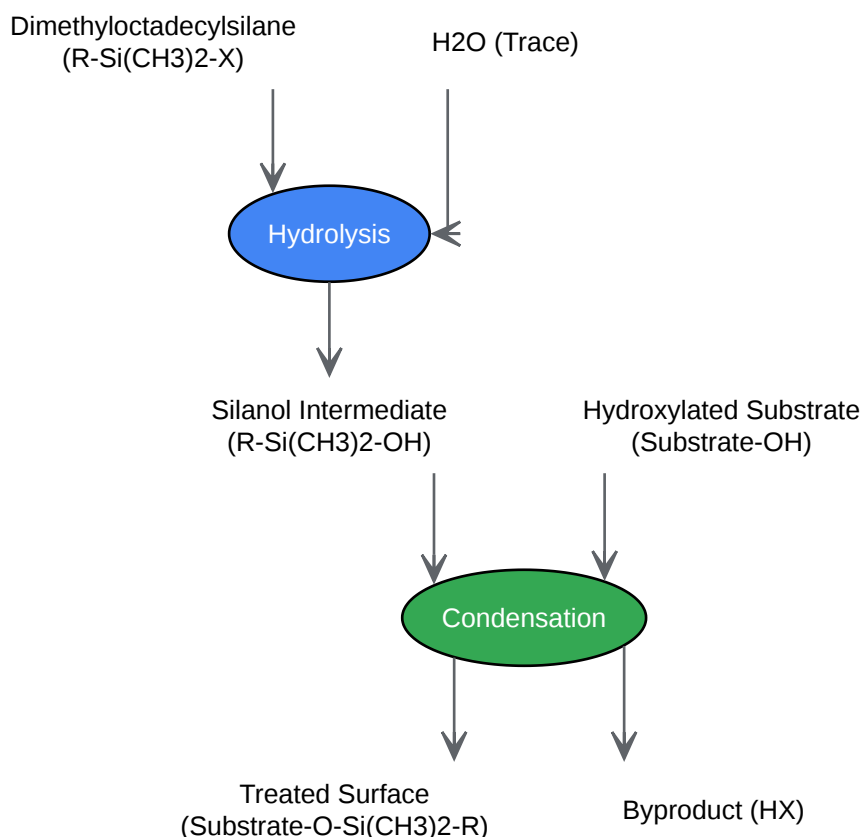 Dimethyloctadecylsilane
(R-Si(CH3)2-X)
H2O (Trace)
Hydrolysis
Silanol Intermediate
(R-Si(CH3)2-OH)
Hydroxylated Substrate
(Substrate-OH)
Condensation
Treated Surface
(Substrate-O-Si(CH3)2-R)
Byproduct (HX)